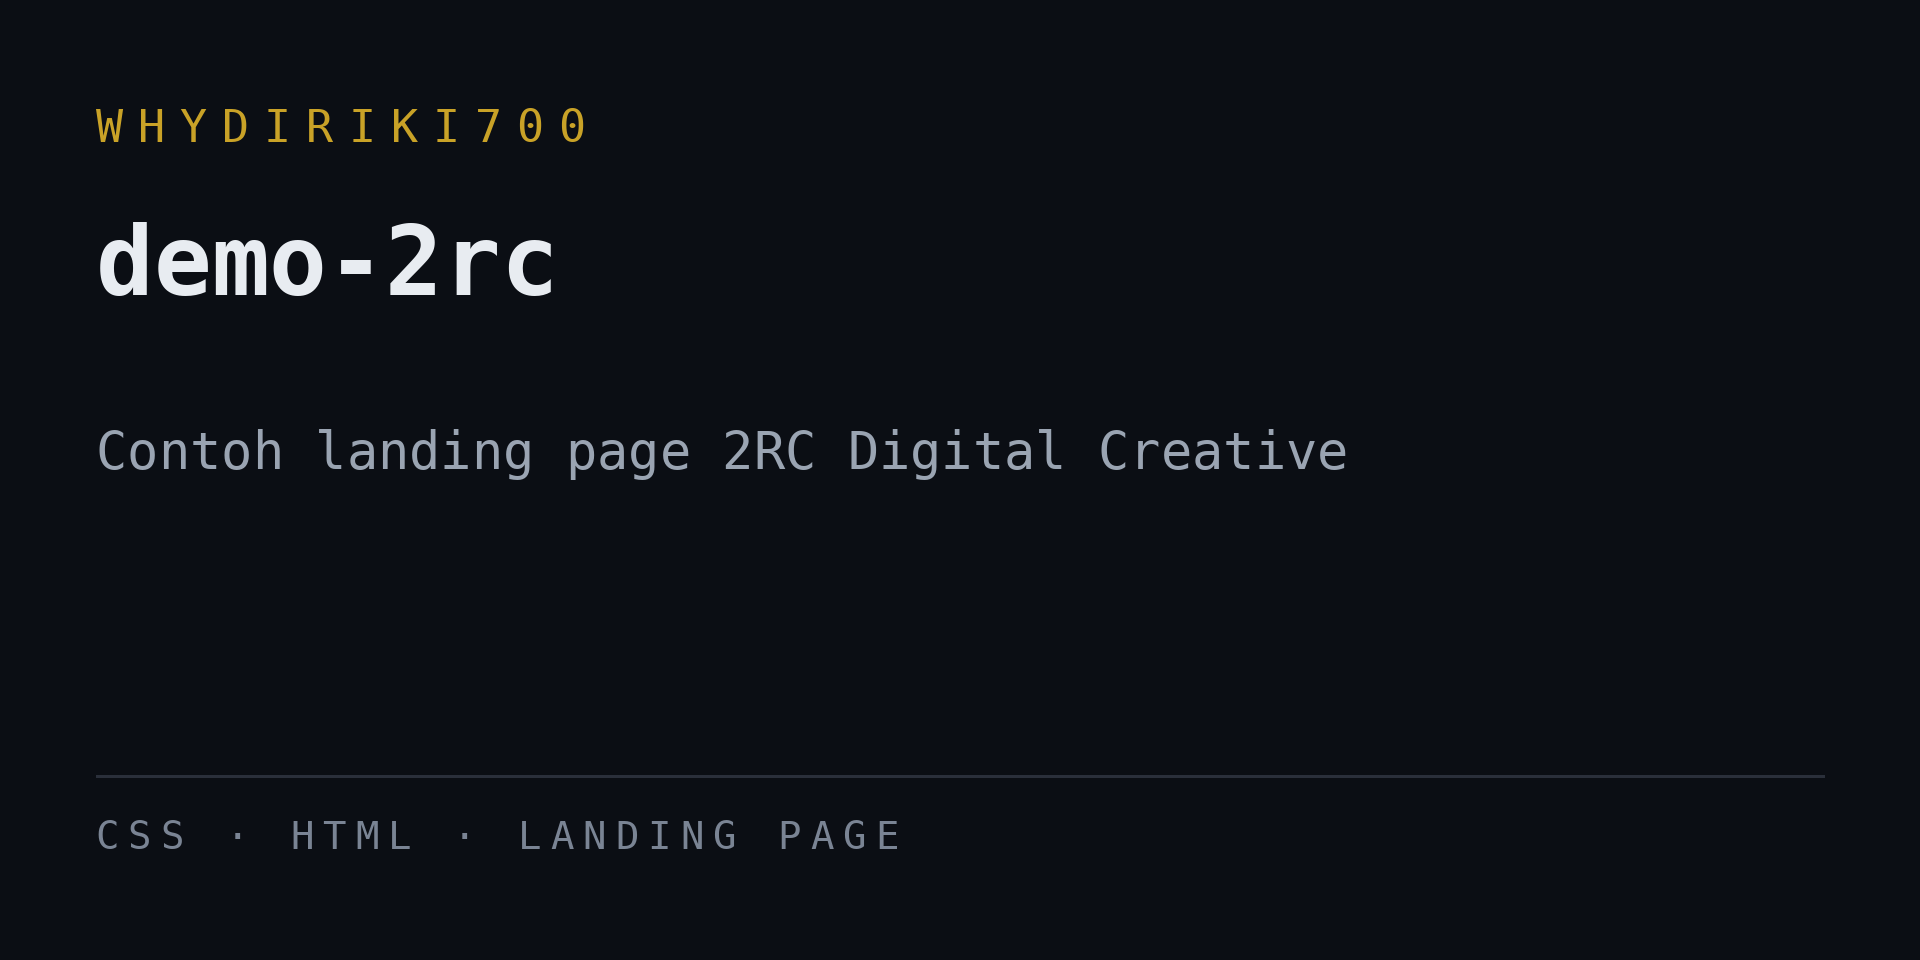 WHYDIRIKI700
demo-2rc
Contoh landing page 2RC Digital Creative
CSS · HTML · LANDING PAGE